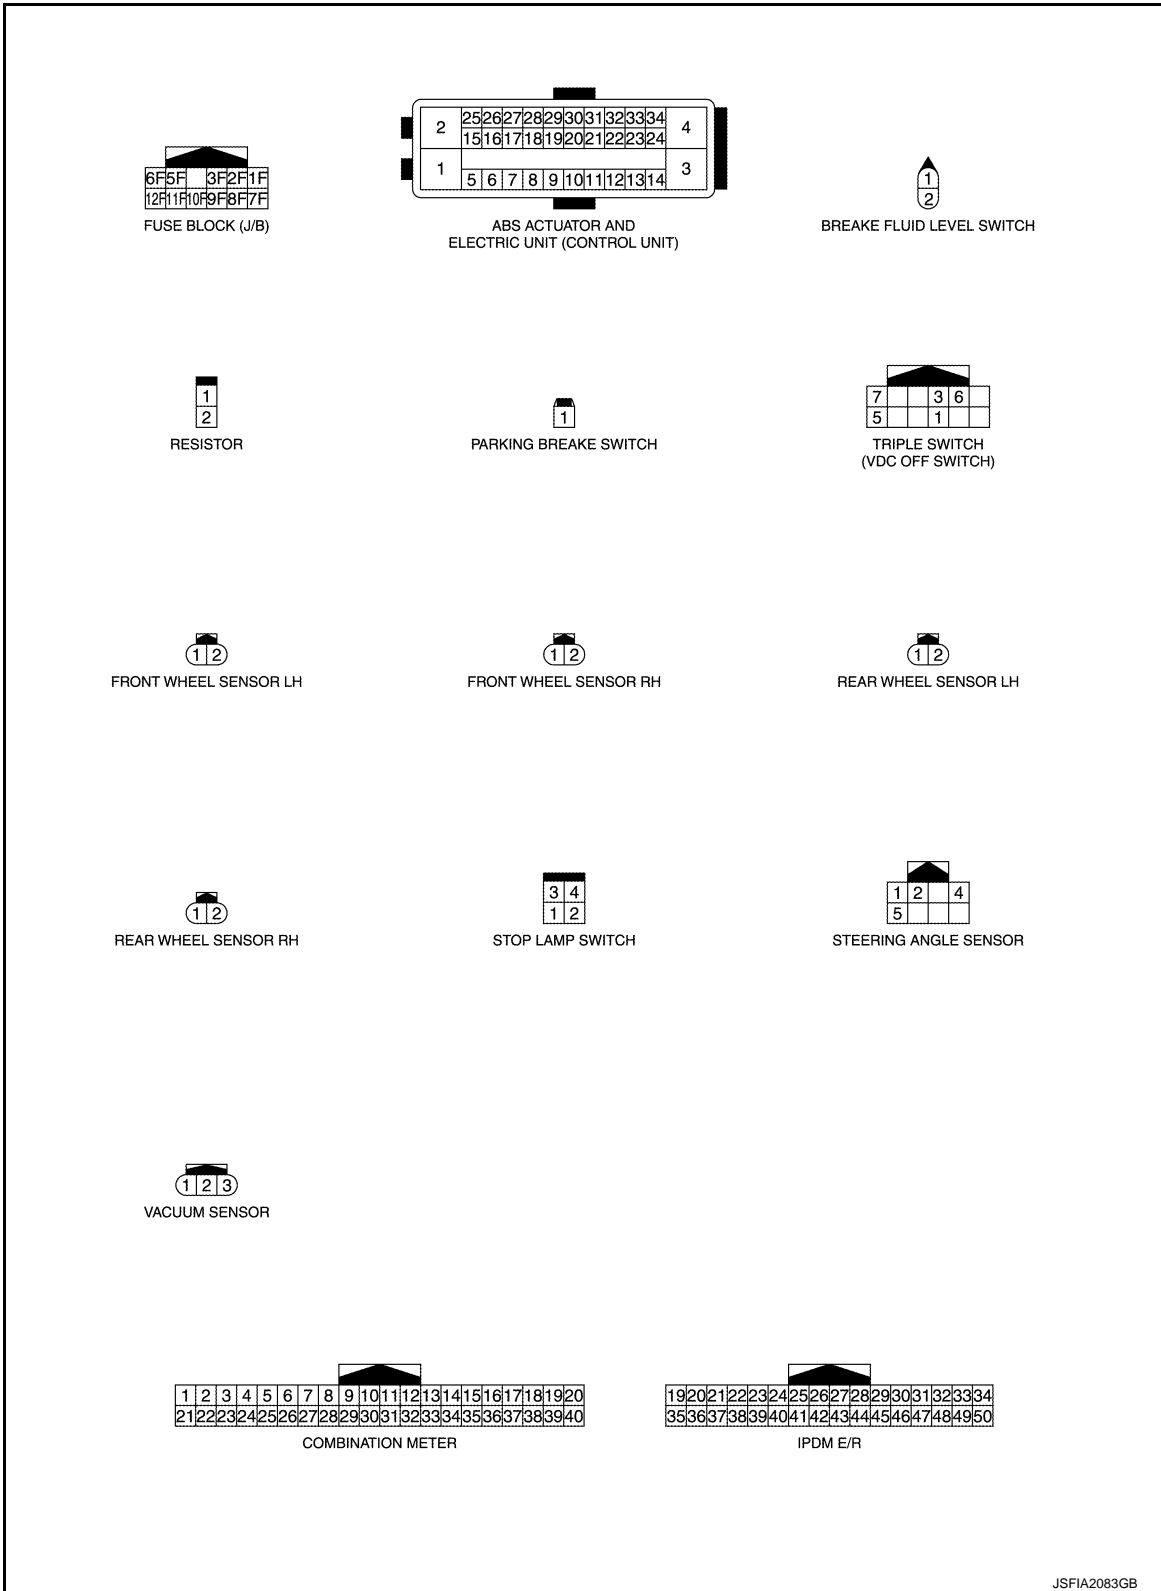 2 25 26 27 28 29 30 31 32 33 34 4
15 16 17 18 19 20 21 22 23 24
1 3
5 6 7 8 9 10 11 12 13 14
6F 5F 3F 2F 1F
12F 11F 10F 9F 8F 7F
1
2
FUSE BLOCK (J/B)
ABS ACTUATOR AND
ELECTRIC UNIT (CONTROL UNIT)
BREAKE FLUID LEVEL SWITCH
1
2
1
7 3 6
5 1
RESISTOR
PARKING BREAKE SWITCH
TRIPLE SWITCH
(VDC OFF SWITCH)
1 2
1 2
1 2
FRONT WHEEL SENSOR LH
FRONT WHEEL SENSOR RH
REAR WHEEL SENSOR LH
1 2
3 4
1 2
1 2 4
5
REAR WHEEL SENSOR RH
STOP LAMP SWITCH
STEERING ANGLE SENSOR
1 2 3
VACUUM SENSOR
1 2 3 4 5 6 7 8 9 10 11 12 13 14 15 16 17 18 19 20
21 22 23 24 25 26 27 28 29 30 31 32 33 34 35 36 37 38 39 40
COMBINATION METER
19 20 21 22 23 24 25 26 27 28 29 30 31 32 33 34
35 36 37 38 39 40 41 42 43 44 45 46 47 48 49 50
IPDM E/R
JSFIA2083GB